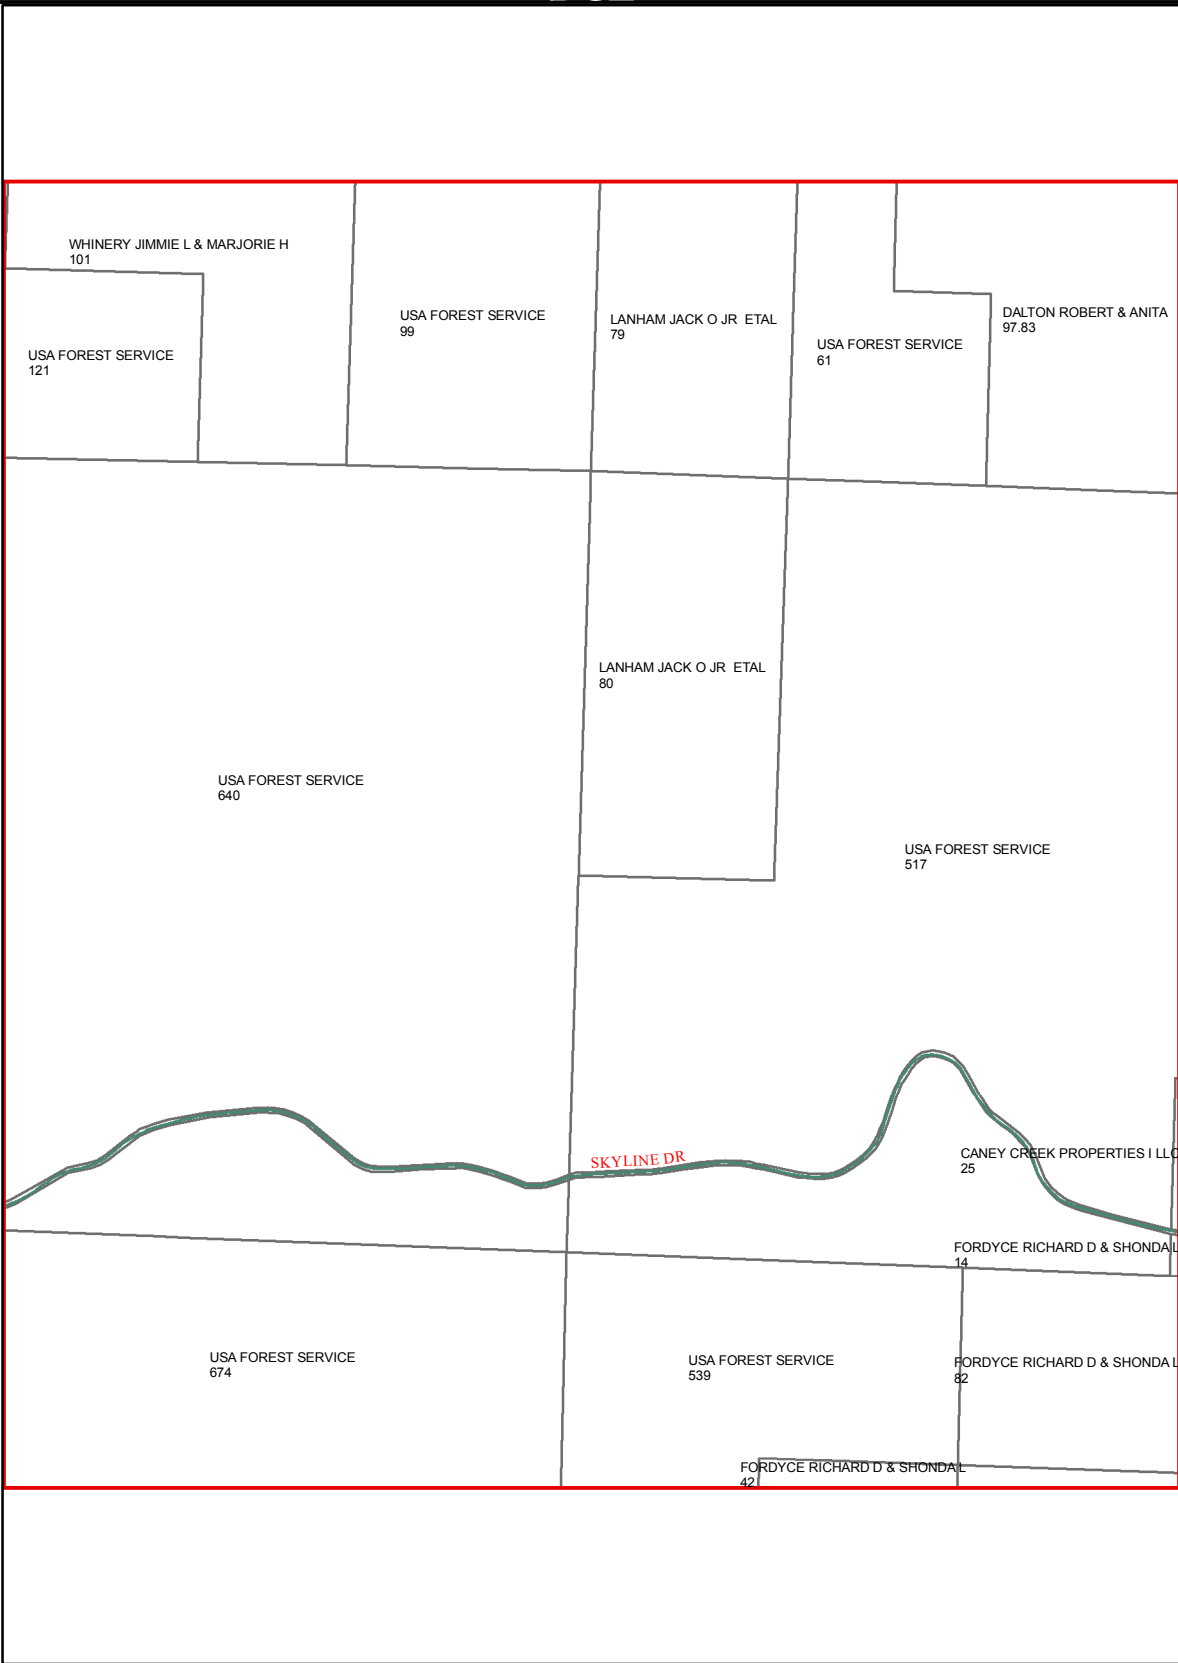 WHINERY JIMMIE L & MARJORIE H
101
USA FOREST SERVICE
99
LANHAM JACK O JR ETAL
79
DALTON ROBERT & ANITA
97.83
USA FOREST SERVICE
61
USA FOREST SERVICE
121
LANHAM JACK O JR ETAL
80
USA FOREST SERVICE
640
USA FOREST SERVICE
517
SKYLINE DR
CANEY CREEK PROPERTIES I LLC
25
FORDYCE RICHARD D & SHONDA L
14
USA FOREST SERVICE
674
USA FOREST SERVICE
539
FORDYCE RICHARD D & SHONDA L
82
FORDYCE RICHARD D & SHONDA L
42